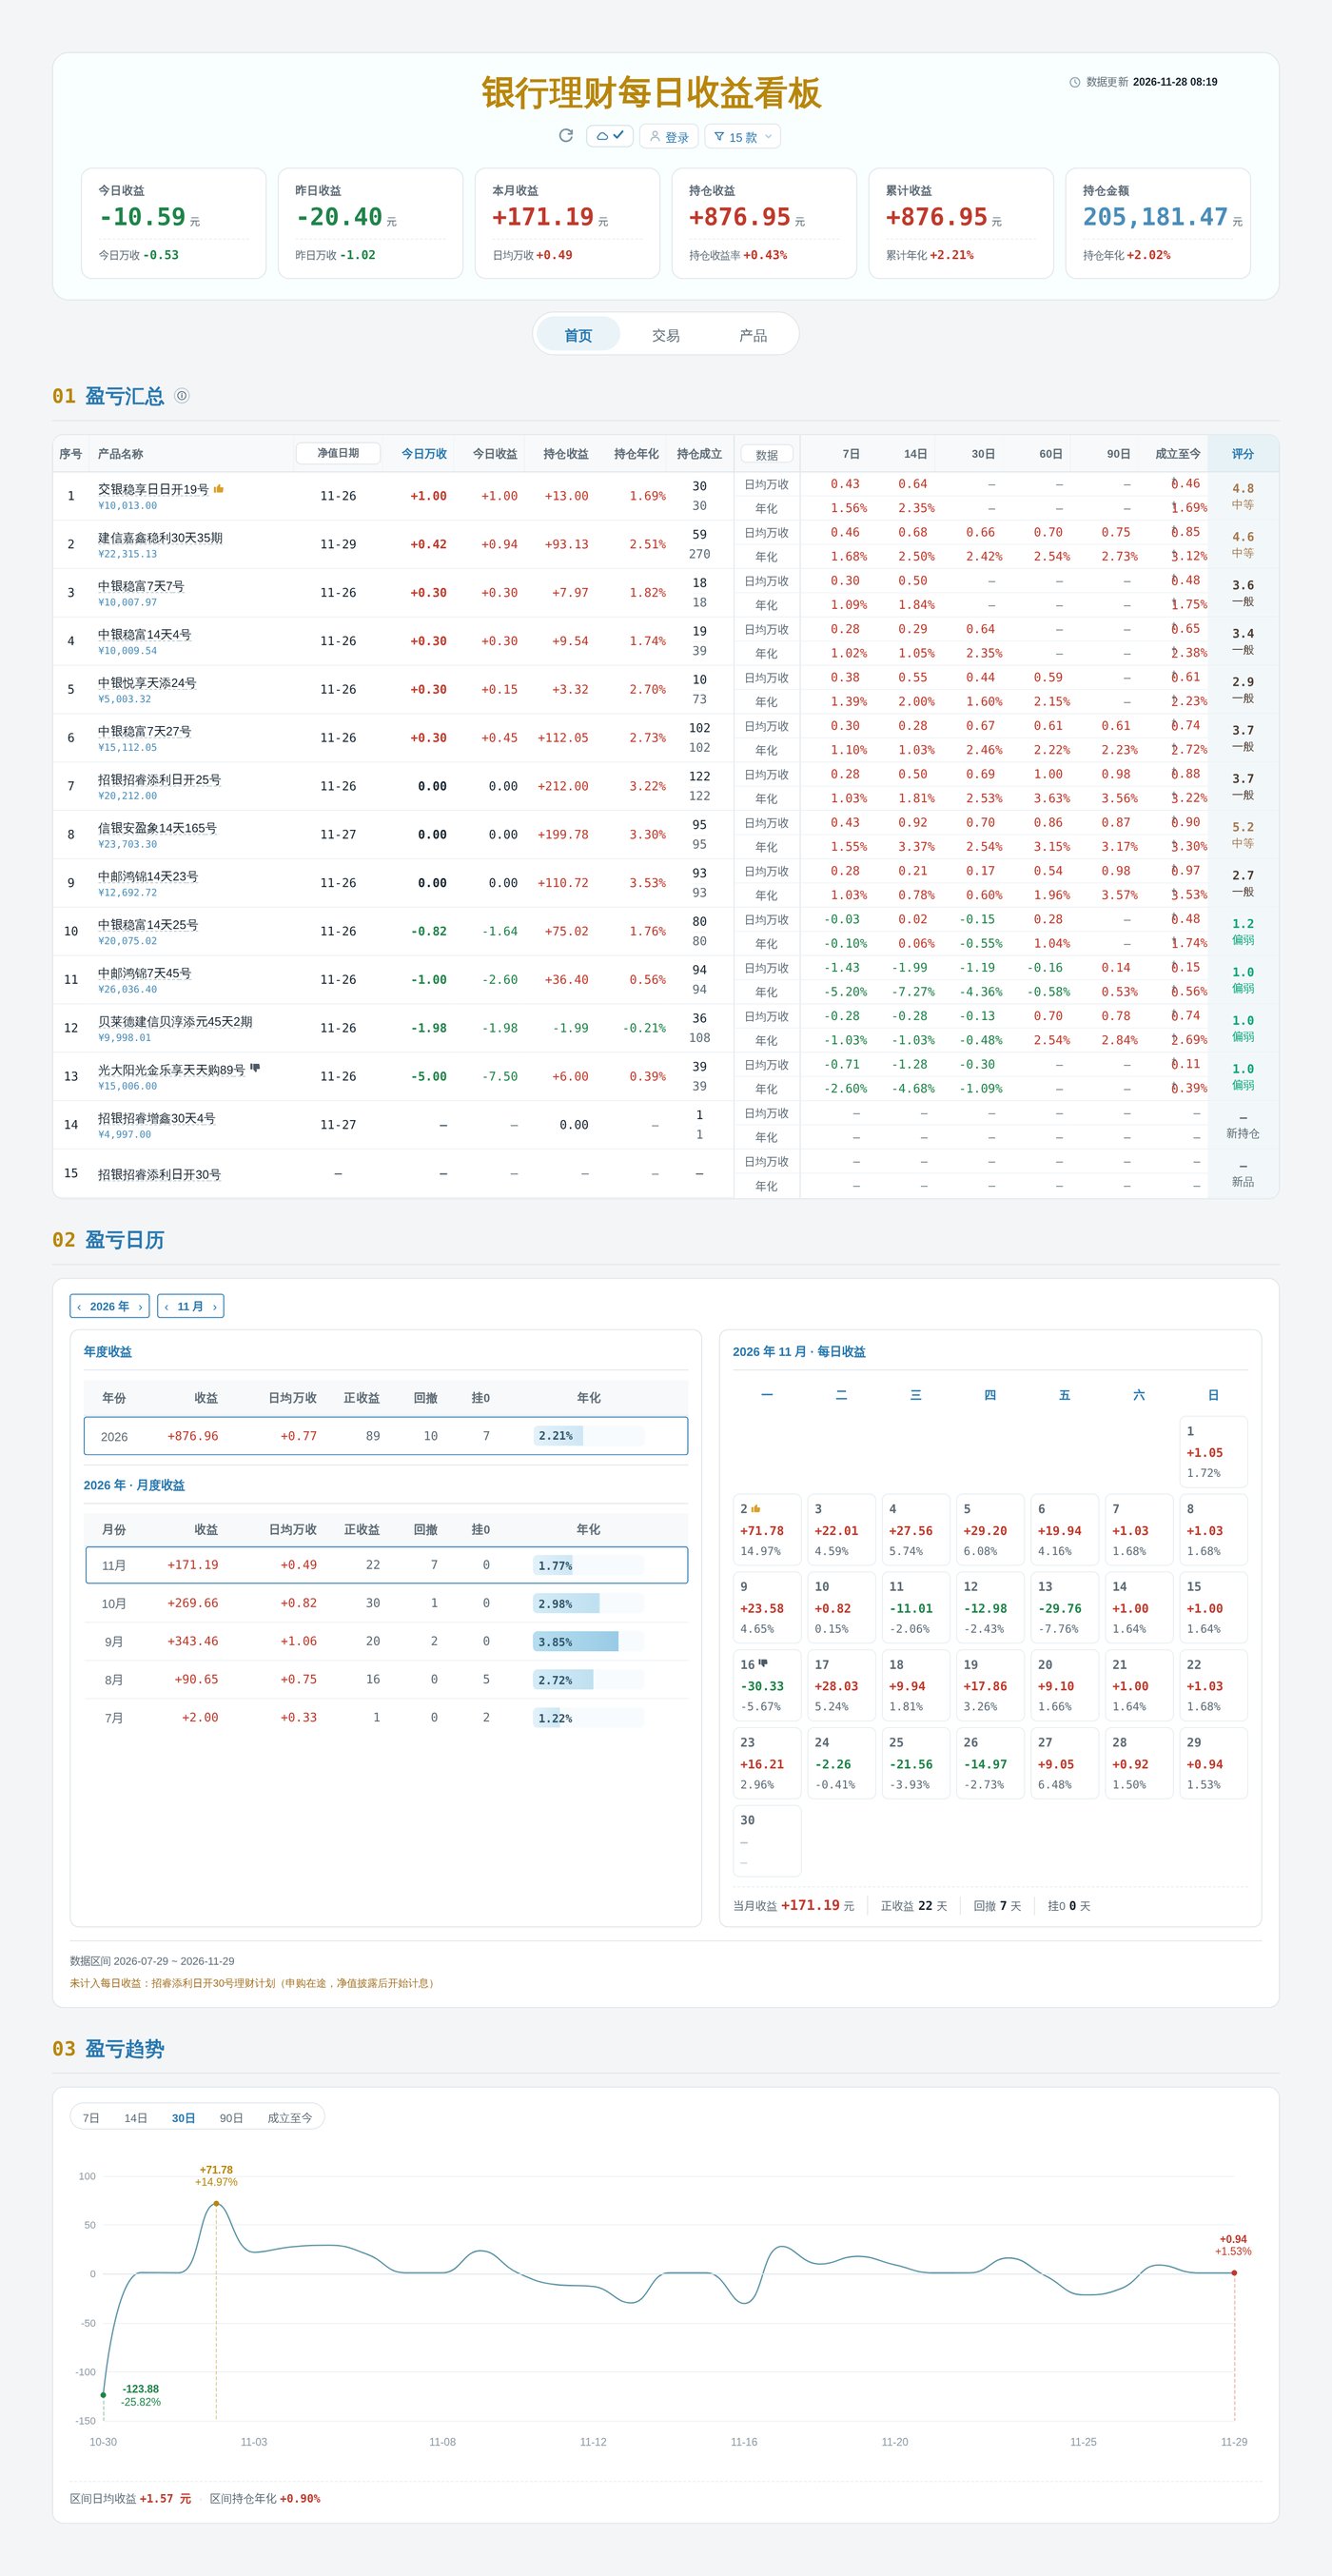 银行理财每日收益看板
数据更新 2026-11-28 08:19
登录 15 款
今日收益 昨日收益 本月收益 持仓收益 累计收益 持仓金额
-10.59 元 -20.40 元 +171.19 元 +876.95 元 +876.95 元 205,181.47 元
今日万收 -0.53 昨日万收 -1.02 日均万收 +0.49 持仓收益率 +0.43% 累计年化 +2.21% 持仓年化 +2.02%
首页 交易 产品
01 盈亏汇总
序号 产品名称 净值日期 今日万收 今日收益 持仓收益 持仓年化 持仓成立 数据 7日 14日 30日 60日 90日 成立至今 评分
1 交银稳享日日开19号 11-26 +1.00 +1.00 +13.00 1.69% 30 日均万收 0.43 0.64 – – – 0.46 4.8
¥10,013.00 30 年化 1.56% 2.35% – – – 1.69% 中等
2 建信嘉鑫稳利30天35期 11-29 +0.42 +0.94 +93.13 2.51% 59 日均万收 0.46 0.68 0.66 0.70 0.75 0.85 4.6
¥22,315.13 270 年化 1.68% 2.50% 2.42% 2.54% 2.73% 3.12% 中等
3 中银稳富7天7号 11-26 +0.30 +0.30 +7.97 1.82% 18 日均万收 0.30 0.50 – – – 0.48 3.6
¥10,007.97 18 年化 1.09% 1.84% – – – 1.75% 一般
4 中银稳富14天4号 11-26 +0.30 +0.30 +9.54 1.74% 19 日均万收 0.28 0.29 0.64 – – 0.65 3.4
¥10,009.54 39 年化 1.02% 1.05% 2.35% – – 2.38% 一般
5 中银悦享天添24号 11-26 +0.30 +0.15 +3.32 2.70% 10 日均万收 0.38 0.55 0.44 0.59 – 0.61 2.9
¥5,003.32 73 年化 1.39% 2.00% 1.60% 2.15% – 2.23% 一般
6 中银稳富7天27号 11-26 +0.30 +0.45 +112.05 2.73% 102 日均万收 0.30 0.28 0.67 0.61 0.61 0.74 3.7
¥15,112.05 102 年化 1.10% 1.03% 2.46% 2.22% 2.23% 2.72% 一般
7 招银招睿添利日开25号 11-26 0.00 0.00 +212.00 3.22% 122 日均万收 0.28 0.50 0.69 1.00 0.98 0.88 3.7
¥20,212.00 122 年化 1.03% 1.81% 2.53% 3.63% 3.56% 3.22% 一般
8 信银安盈象14天165号 11-27 0.00 0.00 +199.78 3.30% 95 日均万收 0.43 0.92 0.70 0.86 0.87 0.90 5.2
¥23,703.30 95 年化 1.55% 3.37% 2.54% 3.15% 3.17% 3.30% 中等
9 中邮鸿锦14天23号 11-26 0.00 0.00 +110.72 3.53% 93 日均万收 0.28 0.21 0.17 0.54 0.98 0.97 2.7
¥12,692.72 93 年化 1.03% 0.78% 0.60% 1.96% 3.57% 3.53% 一般
10 中银稳富14天25号 11-26 -0.82 -1.64 +75.02 1.76% 80 日均万收 -0.03 0.02 -0.15 0.28 – 0.48 1.2
¥20,075.02 80 年化 -0.10% 0.06% -0.55% 1.04% – 1.74% 偏弱
11 中邮鸿锦7天45号 11-26 -1.00 -2.60 +36.40 0.56% 94 日均万收 -1.43 -1.99 -1.19 -0.16 0.14 0.15 1.0
¥26,036.40 94 年化 -5.20% -7.27% -4.36% -0.58% 0.53% 0.56% 偏弱
12 贝莱德建信贝淳添元45天2期 11-26 -1.98 -1.98 -1.99 -0.21% 36 日均万收 -0.28 -0.28 -0.13 0.70 0.78 0.74 1.0
¥9,998.01 108 年化 -1.03% -1.03% -0.48% 2.54% 2.84% 2.69% 偏弱
13 光大阳光金乐享天天购89号 11-26 -5.00 -7.50 +6.00 0.39% 39 日均万收 -0.71 -1.28 -0.30 – – 0.11 1.0
¥15,006.00 39 年化 -2.60% -4.68% -1.09% – – 0.39% 偏弱
14 招银招睿增鑫30天4号 11-27 – – 0.00 – 1 日均万收 – – – – – – –
¥4,997.00 1 年化 – – – – – – 新持仓
15 招银招睿添利日开30号 – – – – – – 日均万收 – – – – – – –
年化 – – – – – – 新品
02 盈亏日历
‹ 2026 年 › ‹ 11 月 ›
年度收益
年份 收益 日均万收 正收益 回撤 挂0 年化
2026 +876.96 +0.77 89 10 7 2.21%
2026 年 · 月度收益
月份 收益 日均万收 正收益 回撤 挂0 年化
11月 +171.19 +0.49 22 7 0 1.77%
10月 +269.66 +0.82 30 1 0 2.98%
9月 +343.46 +1.06 20 2 0 3.85%
8月 +90.65 +0.75 16 0 5 2.72%
7月 +2.00 +0.33 1 0 2 1.22%
2026 年 11 月 · 每日收益
一 二 三 四 五 六 日
1
+1.05
1.72%
2 3 4 5 6 7 8
+71.78 +22.01 +27.56 +29.20 +19.94 +1.03 +1.03
14.97% 4.59% 5.74% 6.08% 4.16% 1.68% 1.68%
9 10 11 12 13 14 15
+23.58 +0.82 -11.01 -12.98 -29.76 +1.00 +1.00
4.65% 0.15% -2.06% -2.43% -7.76% 1.64% 1.64%
16 17 18 19 20 21 22
-30.33 +28.03 +9.94 +17.86 +9.10 +1.00 +1.03
-5.67% 5.24% 1.81% 3.26% 1.66% 1.64% 1.68%
23 24 25 26 27 28 29
+16.21 -2.26 -21.56 -14.97 +9.05 +0.92 +0.94
2.96% -0.41% -3.93% -2.73% 6.48% 1.50% 1.53%
30
–
–
当月收益 +171.19 元 正收益 22 天 回撤 7 天 挂0 0 天
数据区间 2026-07-29 ~ 2026-11-29
未计入每日收益：招睿添利日开30号理财计划（申购在途，净值披露后开始计息）
03 盈亏趋势
7日 14日 30日 90日 成立至今
+71.78
+14.97%
100
50
+0.94
+1.53%
0
-50
-100
-123.88
-25.82%
-150
10-30 11-03 11-08 11-12 11-16 11-20 11-25 11-29
区间日均收益 +1.57 元 · 区间持仓年化 +0.90%